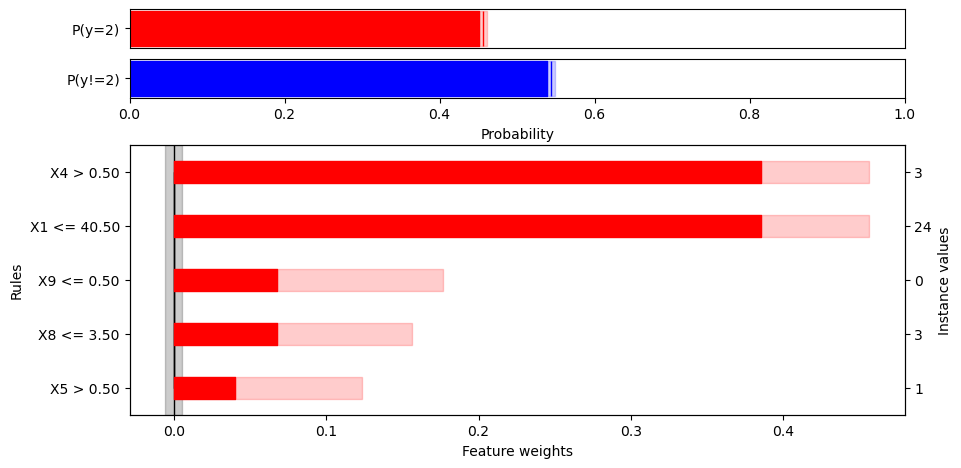 P(y=2)
P(y!=2)
0.0 0.2 0.4 0.6 0.8 1.0
Probability
X4 > 0.50 3
X1 <= 40.50 24
X9 <= 0.50 0
X8 <= 3.50 3
X5 > 0.50 1
Rules
Instance values
0.0 0.1 0.2 0.3 0.4
Feature weights